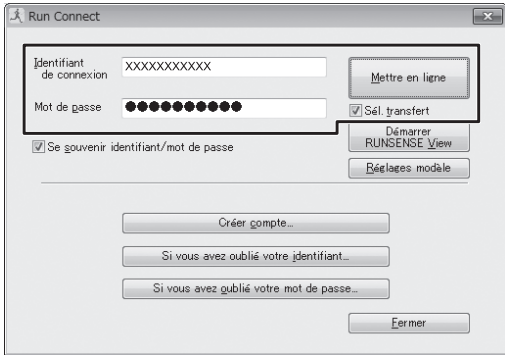 Run Connect
Identifiant
de connexion
XXXXXXXXXXX
Mettre en ligne
Mot de passe
●●●●●●●●●●
Sél. transfert
Se souvenir identifiant/mot de passe
Démarrer
RUNSENSE View
Réglages modèle
Créer compte...
Si vous avez oublié votre identifiant...
Si vous avez oublié votre mot de passe...
Fermer